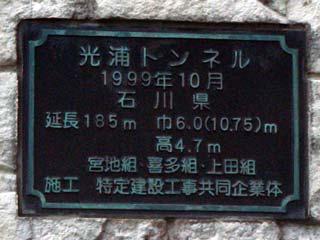 光浦トンネル
1999年10月
石川県
延長185m 巾6.0(10.75)m
高4.7m
宮地組・喜多組・上田組
施工 特定建設工事共同企業体